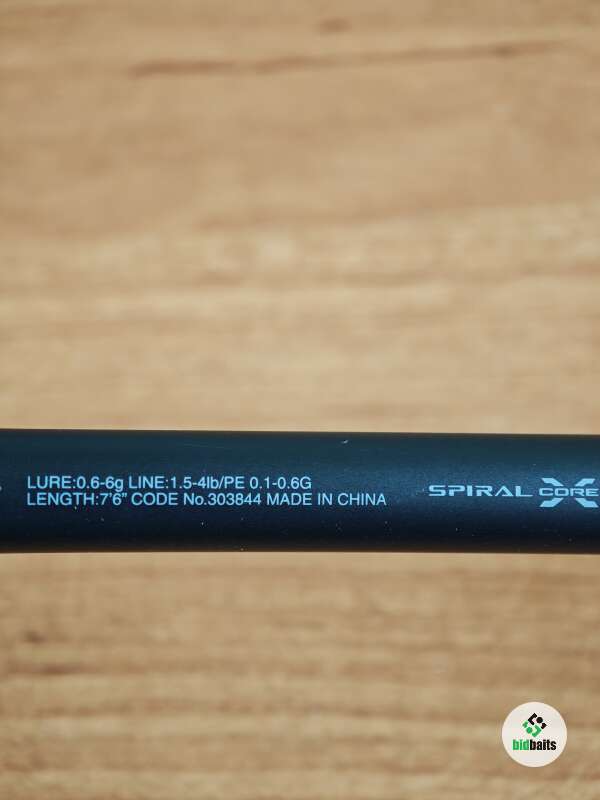 LURE:0.6-6g LINE:1.5-4lb/PE 0.1-0.6G
LENGTH:7'6" CODE No.303844 MADE IN CHINA
SPIRAL X CORE
bidbaits